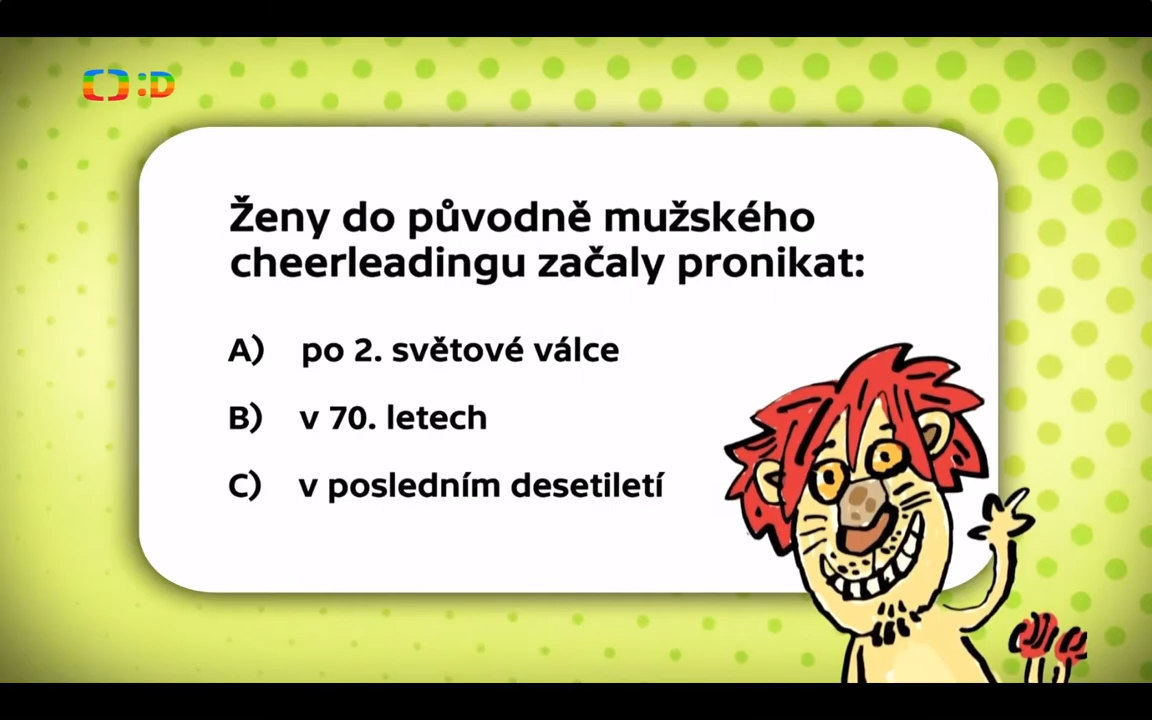 :D
Ženy do původně mužského
cheerleadingu začaly pronikat:
A) po 2. světové válce
B) v 70. letech
C) v posledním desetiletí